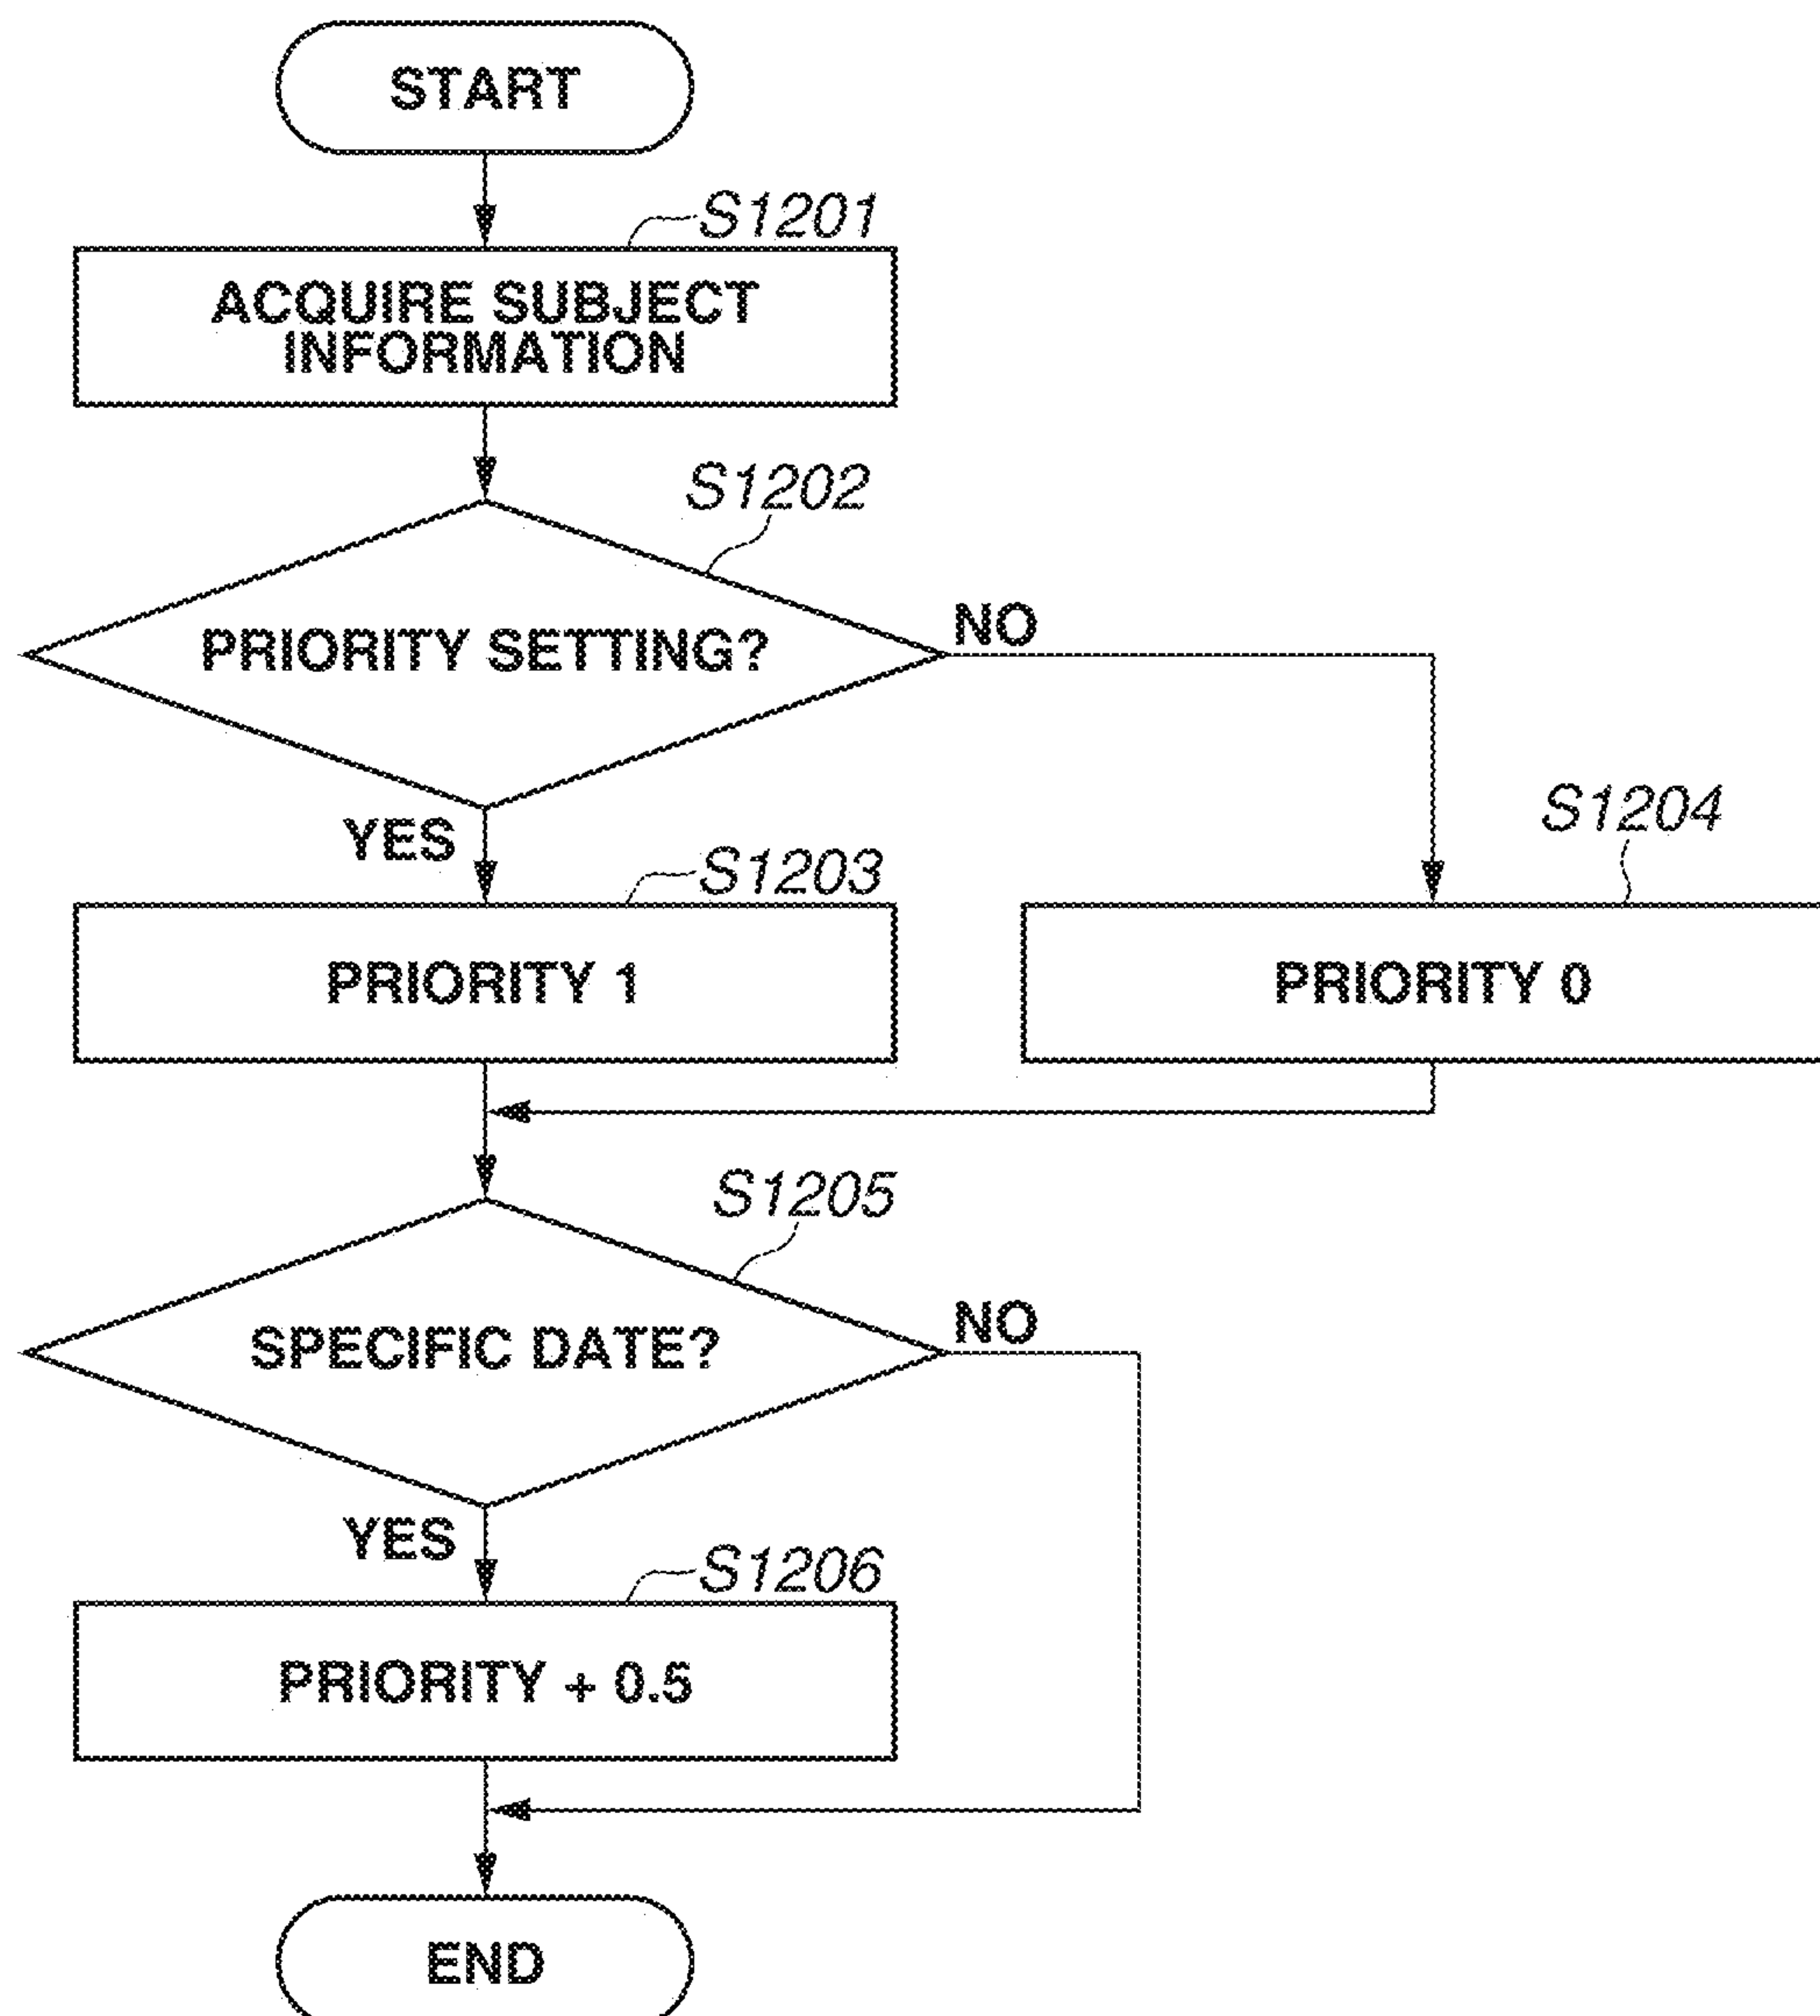 START
S1201
ACQUIRE SUBJECT
INFORMATION
S1202
PRIORITY SETTING?
NO
YES
S1203
S1204
PRIORITY 1
PRIORITY 0
S1205
SPECIFIC DATE?
NO
YES
S1206
PRIORITY + 0.5
END